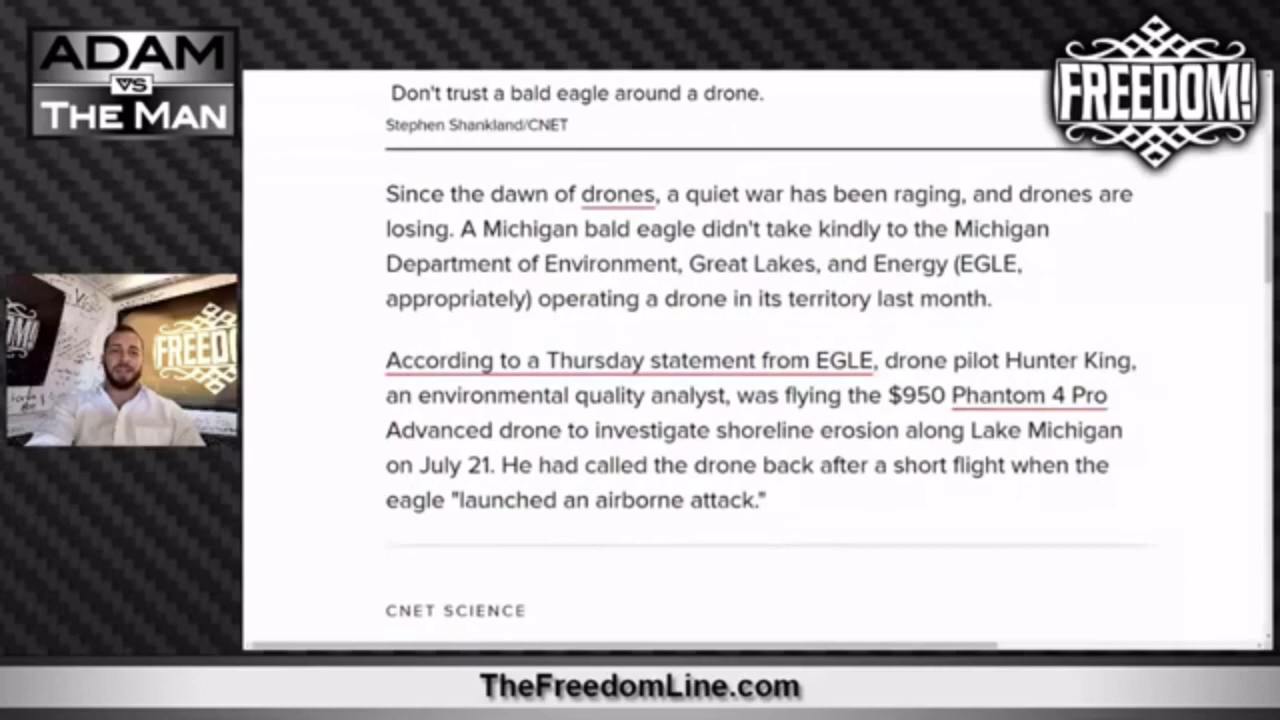 ADAM
VS
THE MAN
FREEDOM!
Don't trust a bald eagle around a drone.
Stephen Shankland/CNET
Since the dawn of drones, a quiet war has been raging, and drones are
losing. A Michigan bald eagle didn't take kindly to the Michigan
Department of Environment, Great Lakes, and Energy (EGLE,
appropriately) operating a drone in its territory last month.
According to a Thursday statement from EGLE, drone pilot Hunter King,
an environmental quality analyst, was flying the $950 Phantom 4 Pro
Advanced drone to investigate shoreline erosion along Lake Michigan
on July 21. He had called the drone back after a short flight when the
eagle "launched an airborne attack."
CNET SCIENCE
TheFreedomLine.com